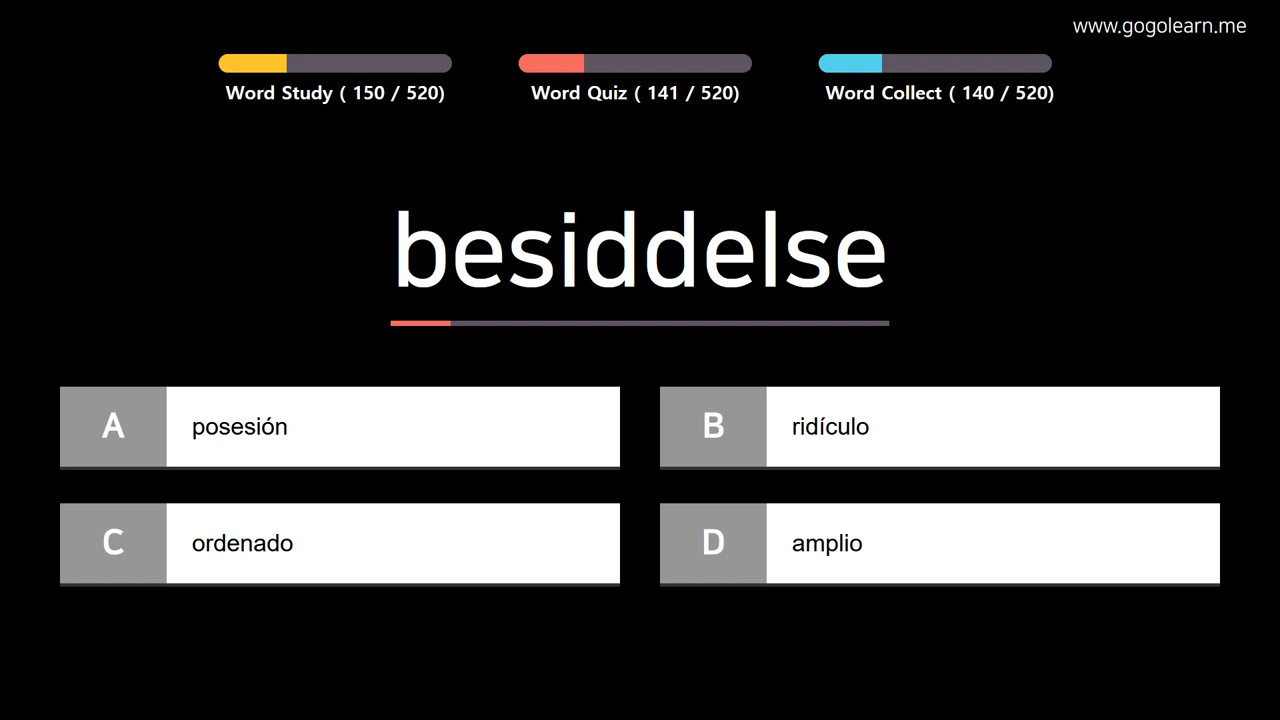 www.gogolearn.me
Word Study ( 150 / 520)
Word Quiz ( 141 / 520)
Word Collect ( 140 / 520)
besiddelse
A posesión
B ridículo
C ordenado
D amplio